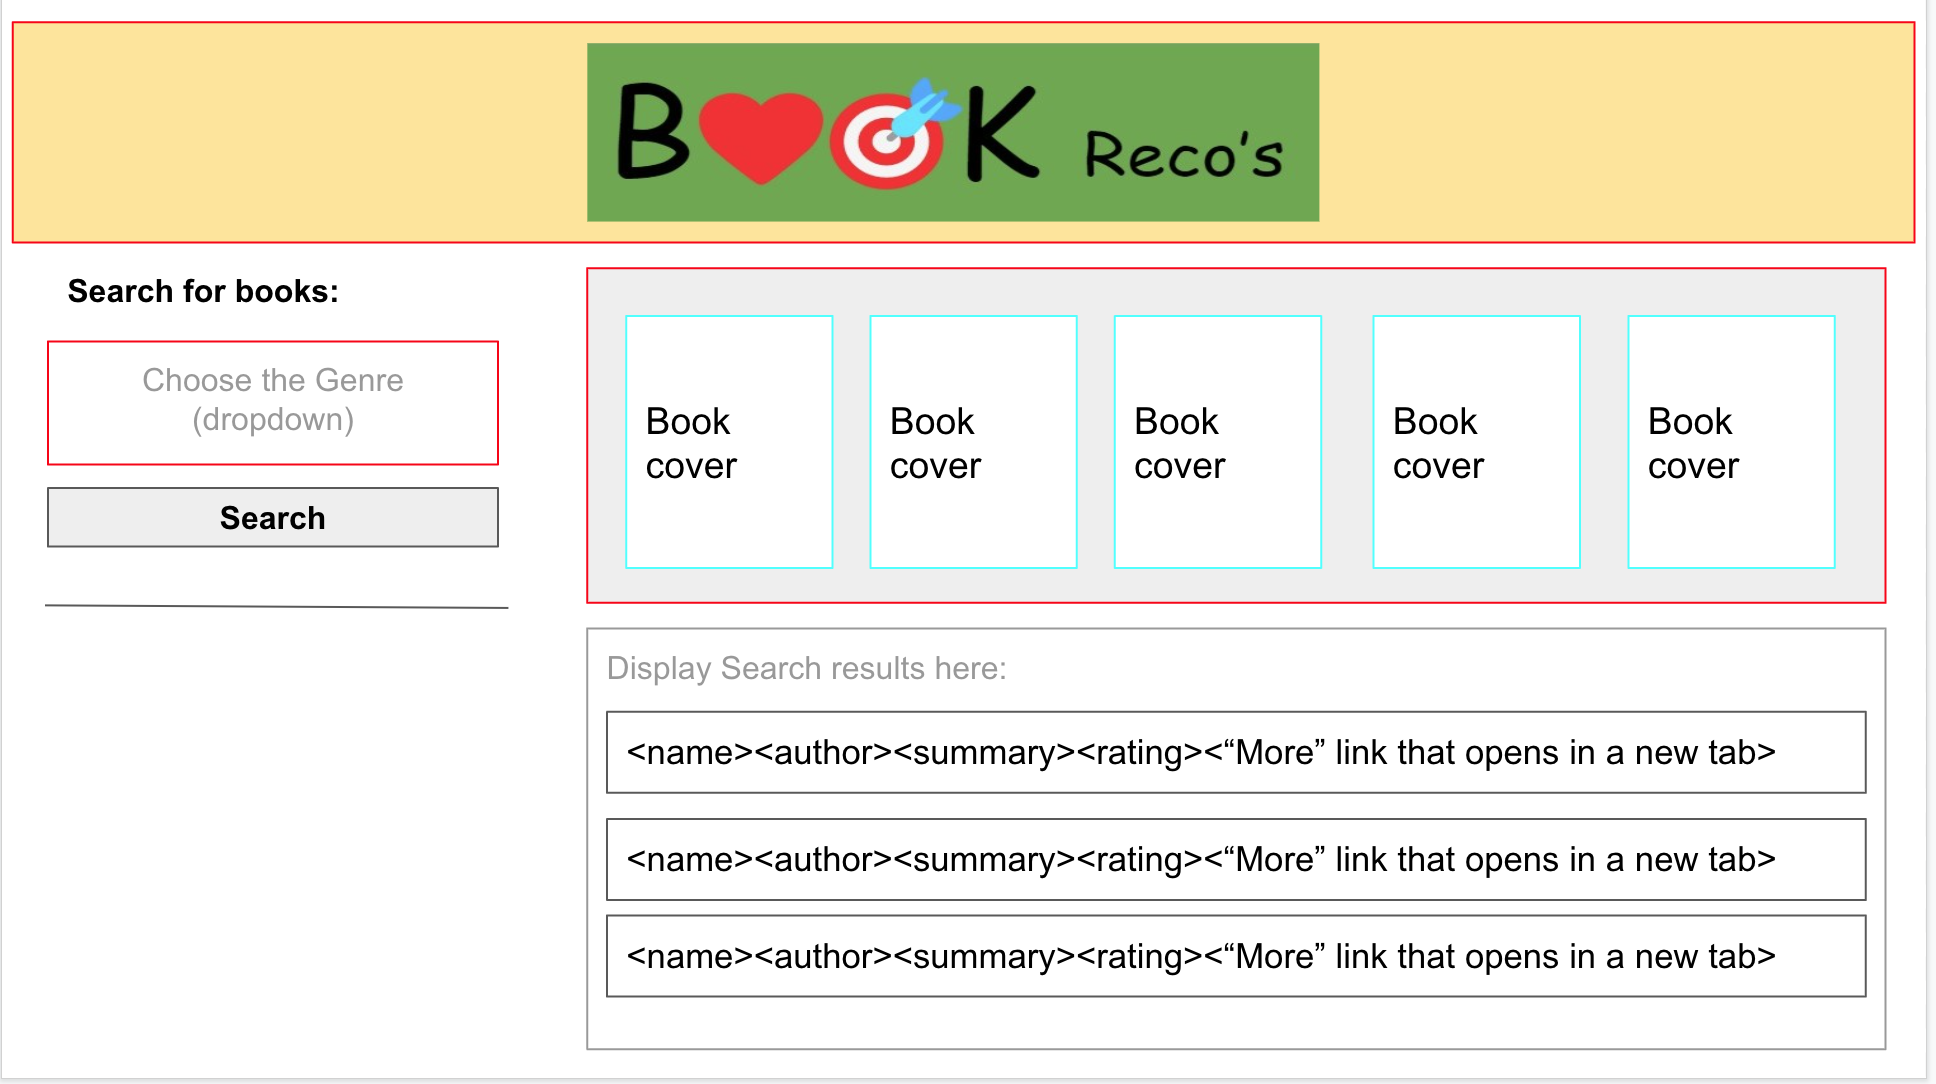 B❤️🎯K Reco's
Search for books:
Choose the Genre
(dropdown)
Search
Book
cover
Book
cover
Book
cover
Book
cover
Book
cover
Display Search results here:
<name><author><summary><rating><“More” link that opens in a new tab>
<name><author><summary><rating><“More” link that opens in a new tab>
<name><author><summary><rating><“More” link that opens in a new tab>